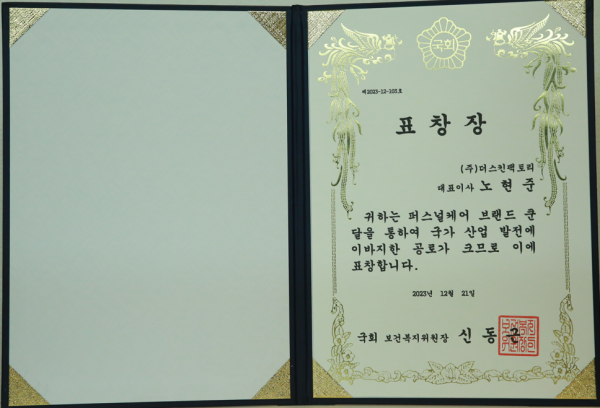 국회
제2023-12-103호
표창장
(주)더스킨팩토리
대표이사 노현준
귀하는 퍼스널케어 브랜드 쿤
달을 통하여 국가 산업 발전에
이바지한 공로가 크므로 이에
표창합니다.
2023년 12월 21일
국회 보건복지위원장 신동근